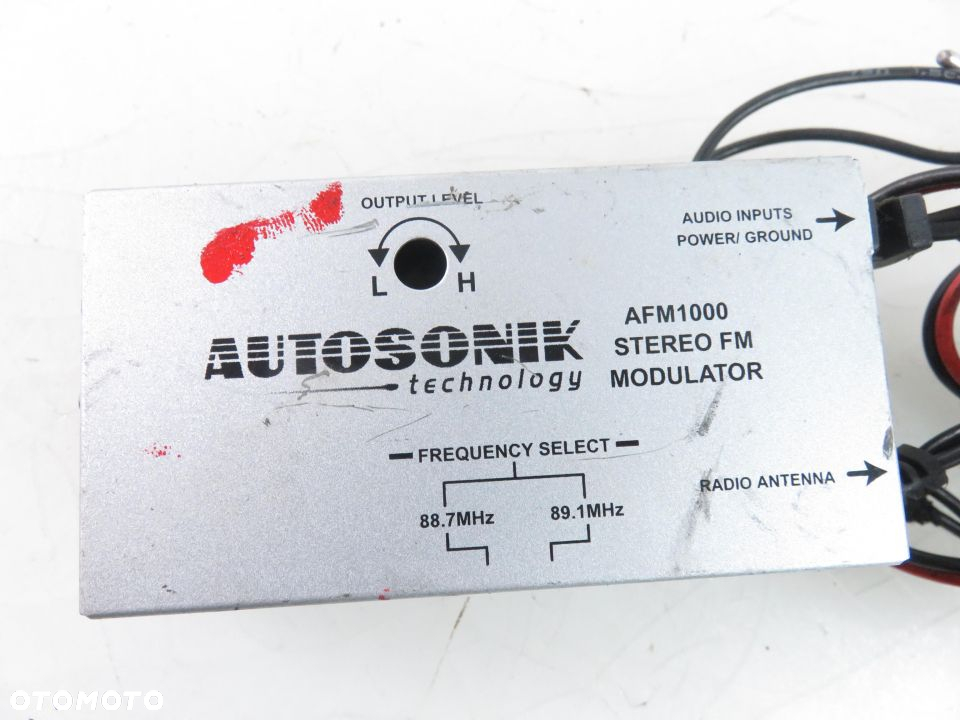 OUTPUT LEVEL
L H
AUDIO INPUTS
POWER/ GROUND
AUTOSONIK
technology
AFM1000
STEREO FM
MODULATOR
FREQUENCY SELECT
88.7MHz 89.1MHz
RADIO ANTENNA
OTOMOTO